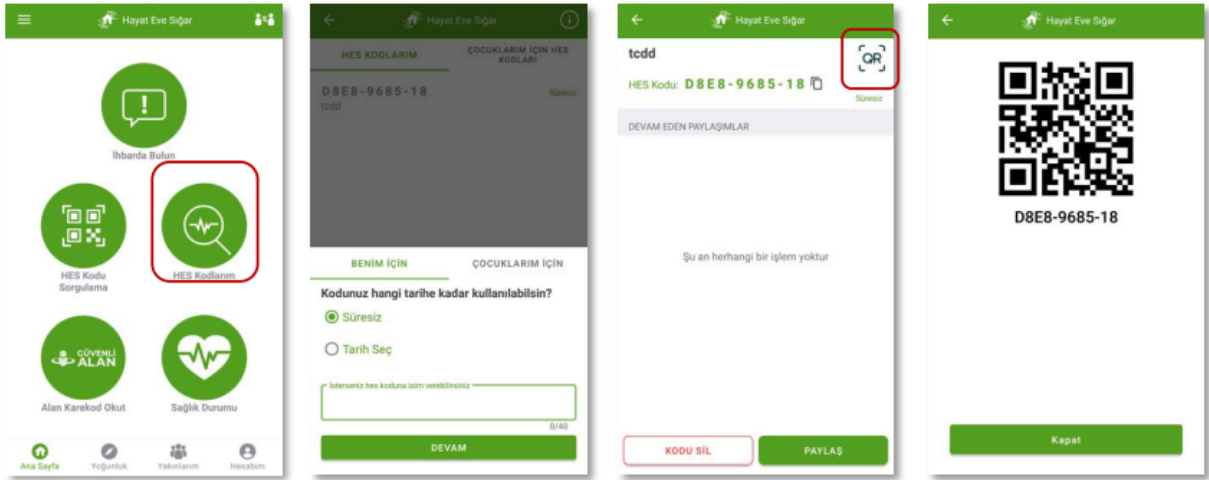 Hayat Eve Sığar
İhbarda Bulun
HES Kodu
Sorgulama
HES Kodlarım
GÜVENLİ
ALAN
Alan Karekod Okut
Sağlık Durumu
Ana Sayfa
Yoğunluk
Yakınlarım
Hesabım
Hayat Eve Sığar
HES KODLARIM
ÇOCUKLARIM İÇİN HES
KODLARI
D8E8-9685-18
Süresiz
tcdd
BENİM İÇİN
ÇOCUKLARIM İÇİN
Kodunuz hangi tarihe kadar kullanılabilsin?
Süresiz
Tarih Seç
İsterseniz hes koduna isim verebilirsiniz
0/40
DEVAM
Hayat Eve Sığar
tcdd
QR
HES Kodu: D8E8-9685-18
Süresiz
DEVAM EDEN PAYLAŞIMLAR
Şu an herhangi bir işlem yoktur
KODU SİL
PAYLAŞ
Hayat Eve Sığar
D8E8-9685-18
Kapat